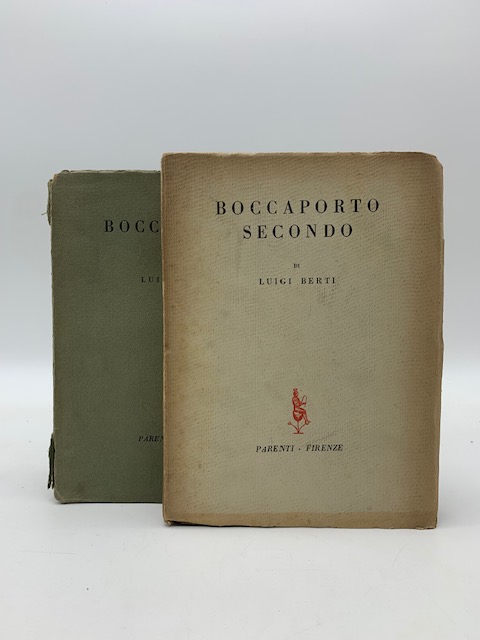 BOCCAPORTO
SECONDO
DI
LUIGI BERTI
PARENTI - FIRENZE
BOCC
LUI
PAREN